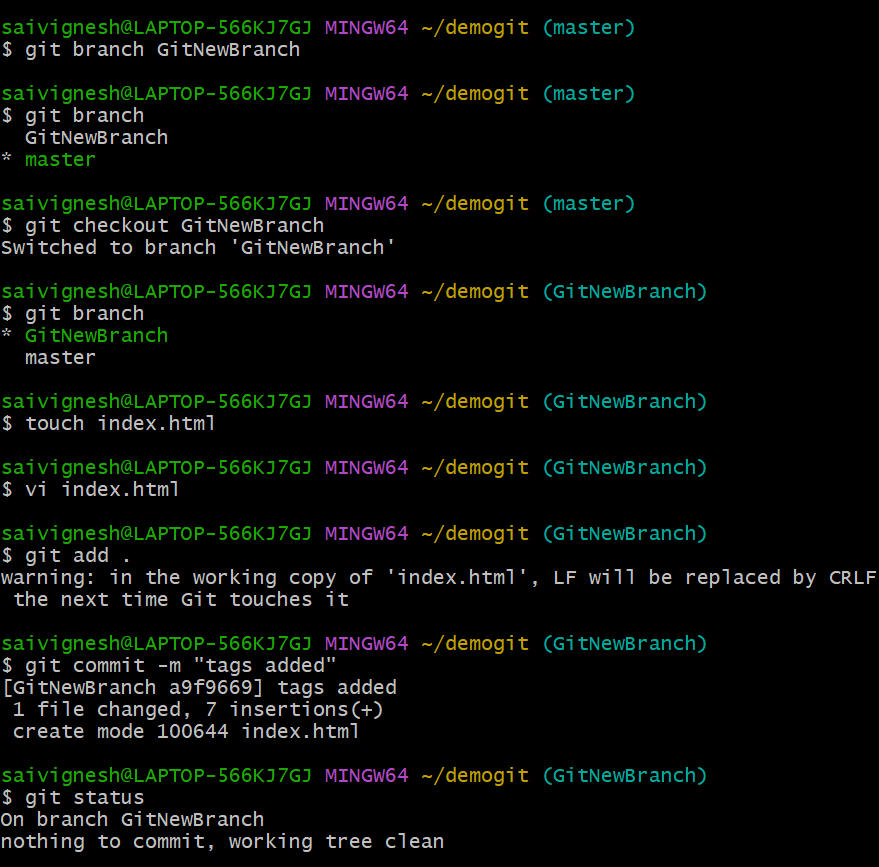 saivignesh@LAPTOP-566KJ7GJ MINGW64 ~/demogit (master)
$ git branch GitNewBranch
saivignesh@LAPTOP-566KJ7GJ MINGW64 ~/demogit (master)
$ git branch
  GitNewBranch
* master
saivignesh@LAPTOP-566KJ7GJ MINGW64 ~/demogit (master)
$ git checkout GitNewBranch
Switched to branch 'GitNewBranch'
saivignesh@LAPTOP-566KJ7GJ MINGW64 ~/demogit (GitNewBranch)
$ git branch
* GitNewBranch
  master
saivignesh@LAPTOP-566KJ7GJ MINGW64 ~/demogit (GitNewBranch)
$ touch index.html
saivignesh@LAPTOP-566KJ7GJ MINGW64 ~/demogit (GitNewBranch)
$ vi index.html
saivignesh@LAPTOP-566KJ7GJ MINGW64 ~/demogit (GitNewBranch)
$ git add .
warning: in the working copy of 'index.html', LF will be replaced by CRLF
 the next time Git touches it
saivignesh@LAPTOP-566KJ7GJ MINGW64 ~/demogit (GitNewBranch)
$ git commit -m "tags added"
[GitNewBranch a9f9669] tags added
 1 file changed, 7 insertions(+)
 create mode 100644 index.html
saivignesh@LAPTOP-566KJ7GJ MINGW64 ~/demogit (GitNewBranch)
$ git status
On branch GitNewBranch
nothing to commit, working tree clean